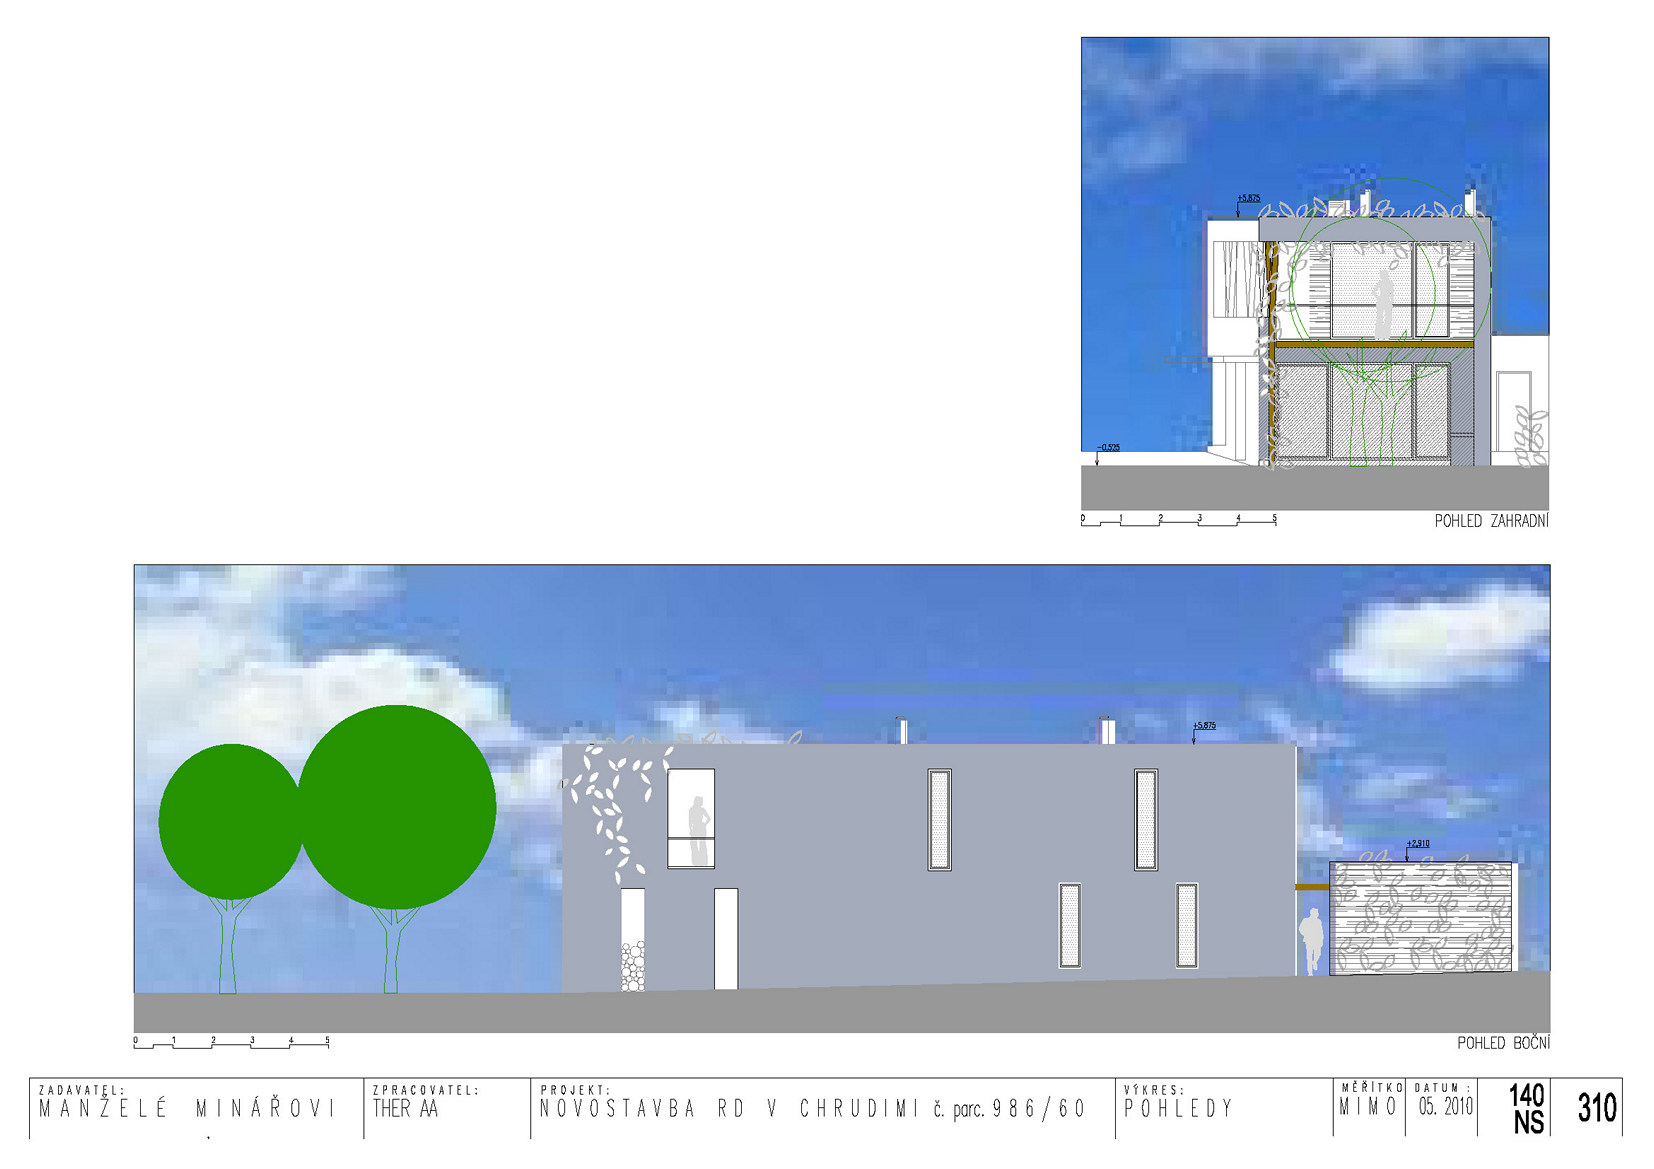 +5,875
-0,525
0 1 2 3 4 5
POHLED ZAHRADNÍ
+5,875
+2,910
0 1 2 3 4 5
POHLED BOČNÍ
ZADAVATEL:
MANŽELÉ MINÁŘOVI
ZPRACOVATEL:
THER AA
PROJEKT:
NOVOSTAVBA RD V CHRUDIMI č. parc. 986/60
VÝKRES:
POHLEDY
MĚŘÍTKO
MIMO
DATUM :
05. 2010
140
NS
310